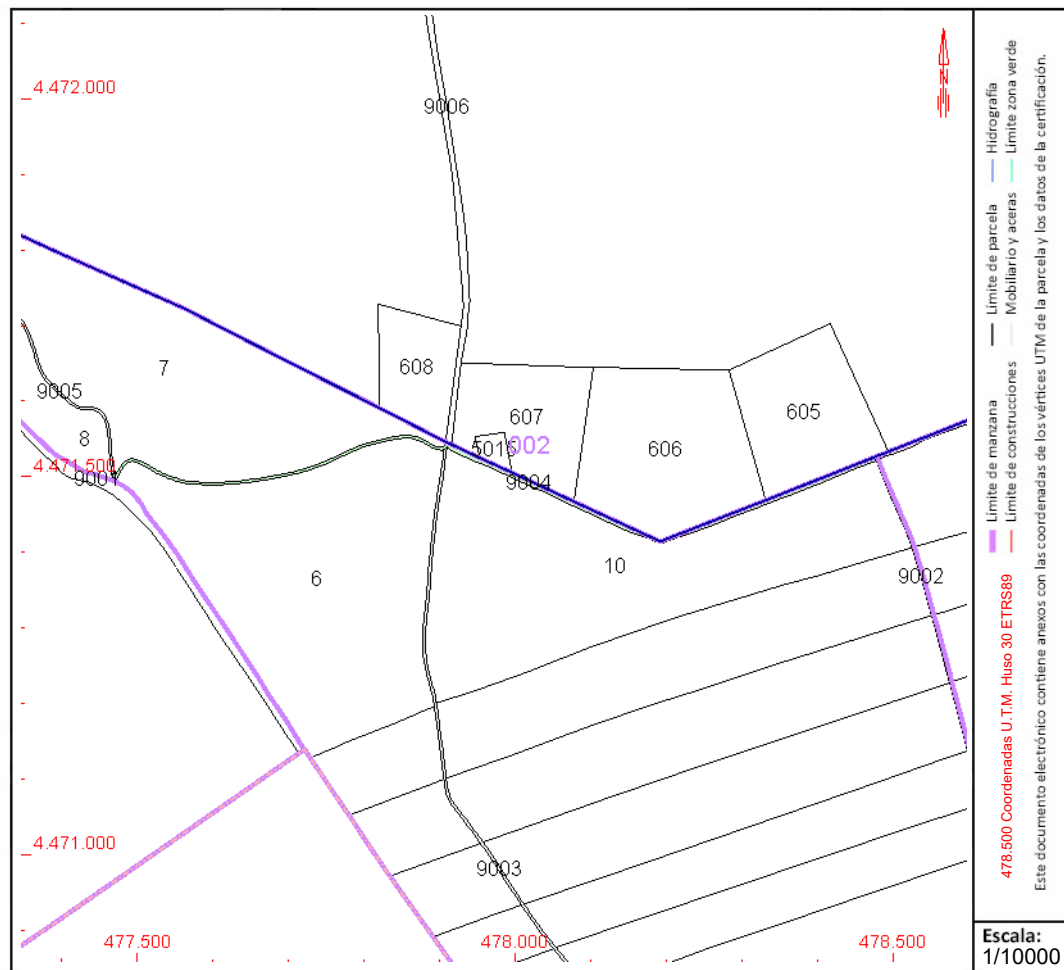 4.472.000
9006
7
608
9005
607
605
8
5015
002
606
4.471.500
9001
9004
6
10
9002
4.471.000
9003
477.500
478.000
478.500
N
Hidrografía
Límite zona verde
Límite de parcela
Mobiliario y aceras
Límite de manzana
Límite de construcciones
478.500 Coordenadas U.T.M. Huso 30 ETRS89
Este documento electrónico contiene anexos con las coordenadas de los vértices UTM de la parcela y los datos de la certificación.
Escala:
1/10000